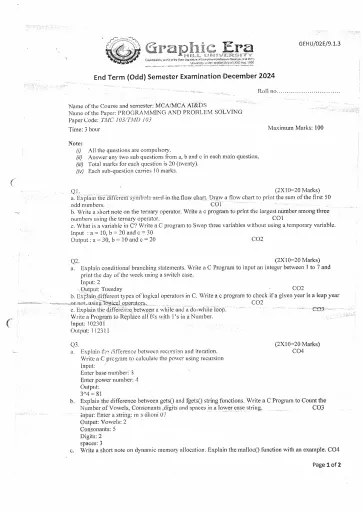 GEHU/02E/9.1.3
Graphic Era
HILL UNIVERSITY
End Term (Odd) Semester Examination December 2024
Roll no..............................
Name of the Course and semester: MCA/MCA AI&DS
Name of the Paper: PROGRAMMING AND PROBLEM SOLVING
Paper Code: TMC 103/TMD 103
Time: 3 hour Maximum Marks: 100
Note:
(i) All the questions are compulsory.
(ii) Answer any two sub questions from a, b and c in each main question.
(iii) Total marks for each question is 20 (twenty).
(iv) Each sub-question carries 10 marks.
Q1. (2X10=20 Marks)
a. Explain the different symbols used in the flow chart. Draw a flow chart to print the sum of the first 50
odd numbers. CO1
b. Write a short note on the ternary operator. Write a c program to print the largest number among three
numbers using the ternary operator. CO1
c. What is a variable in C? Write a C program to Swap three variables without using a temporary variable.
Input : a = 10, b = 20 and c = 30
Output : a = 30, b = 10 and c = 20 CO2
Q2. (2X10=20 Marks)
a. Explain conditional branching statements. Write a C Program to input an integer between 1 to 7 and
print the day of the week using a switch case.
Input: 2
Output: Tuesday CO2
b. Explain different types of logical operators in C. Write a c program to check if a given year is a leap year
or not, using logical operators. CO2
c. Explain the difference between a while and a do-while loop. CO3
Write a Program to Replace all 0's with 1's in a Number.
Input: 102301
Output: 112311
Q3. (2X10=20 Marks)
a. Explain the difference between recursion and iteration. CO4
Write a C program to calculate the power using recursion
Input:
Enter base number: 3
Enter power number: 4
Output:
3^4 = 81
b. Explain the difference between gets() and fgets() string functions. Write a C Program to Count the
Number of Vowels, Consonants ,digits and spaces in a lower case string. CO3
input: Enter a string: m s dhoni 07
Output: Vowels: 2
Consonants: 5
Digits: 2
spaces: 3
c. Write a short note on dynamic memory allocation. Explain the malloc() function with an example. CO4
Page 1 of 2